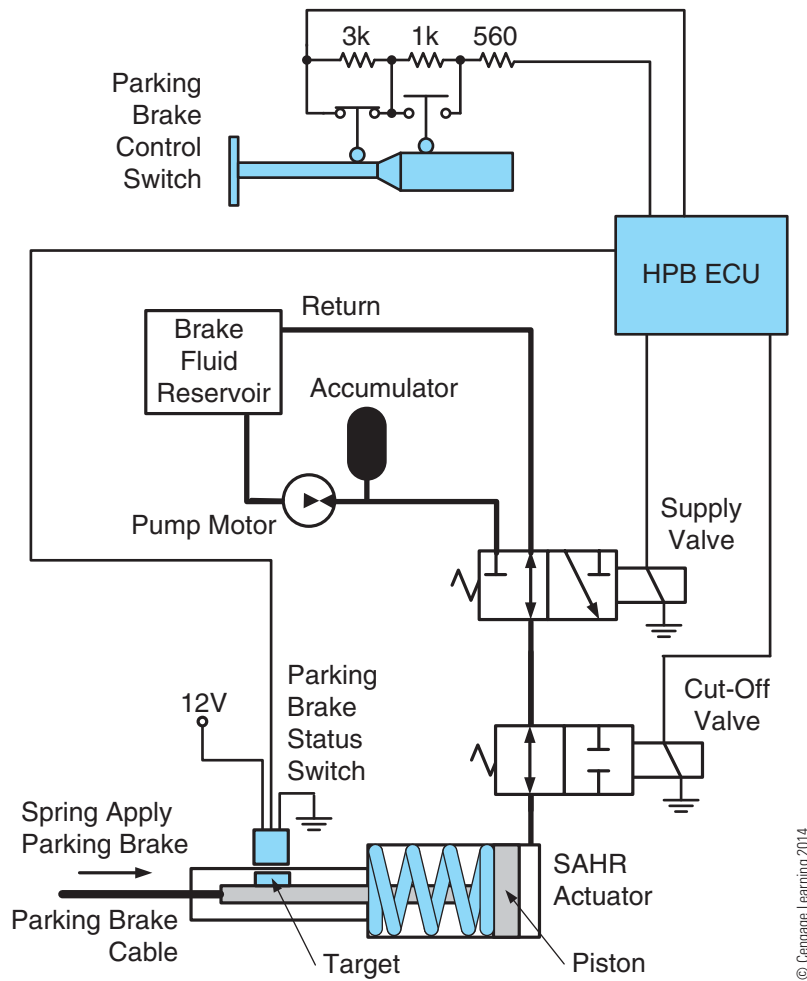 3k
1k
560
Parking
Brake
Control
Switch
HPB ECU
Return
Brake
Fluid
Reservoir
Accumulator
Pump Motor
Supply
Valve
Parking
Brake
Status
Switch
12V
Cut-Off
Valve
Spring Apply
Parking Brake
SAHR
Actuator
Parking Brake
Cable
Target
Piston
© Cengage Learning 2014